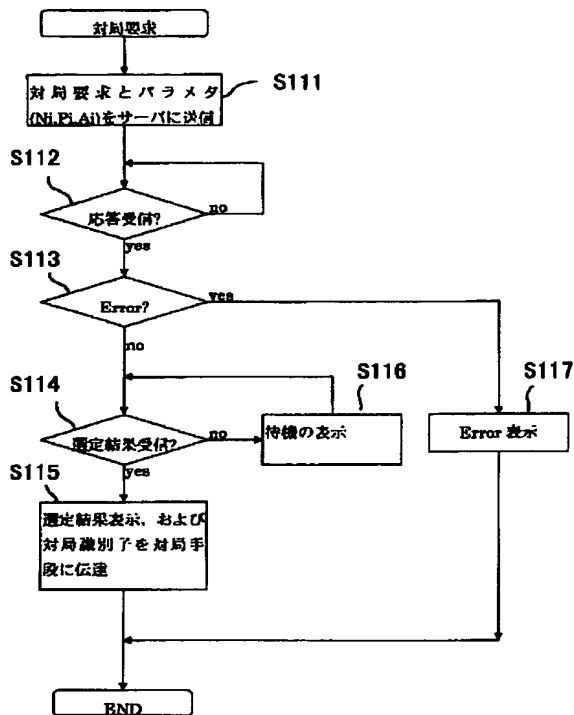 対局要求
S111
対局要求とパラメタ
(Ni,Pi,Ai)をサーバに送信
S112
応答受信?
no
yes
S113
Error?
yes
no
S114
選定結果受信?
no
yes
S116
待機の表示
S117
Error 表示
S115
選定結果表示、および
対局識別子を対局手
段に伝達
END